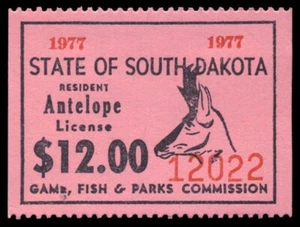 1977 1977
STATE OF SOUTH DAKOTA
RESIDENT
Antelope
License
$12.00
12022
GAME, FISH & PARKS COMMISSION